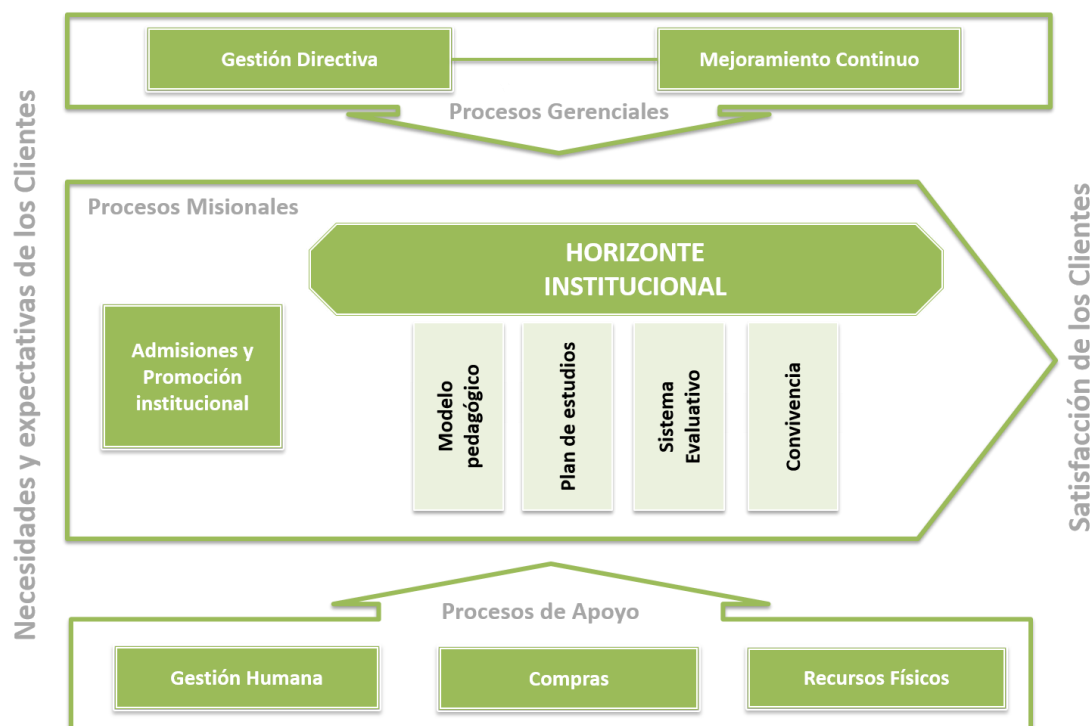 Necesidades y expectativas de los Clientes
Gestión Directiva
Mejoramiento Continuo
Procesos Gerenciales
Procesos Misionales
HORIZONTE
INSTITUCIONAL
Admisiones y
Promoción
institucional
Modelo
pedagógico
Plan de estudios
Sistema
Evaluativo
Convivencia
Procesos de Apoyo
Gestión Humana
Compras
Recursos Físicos
Satisfacción de los Clientes